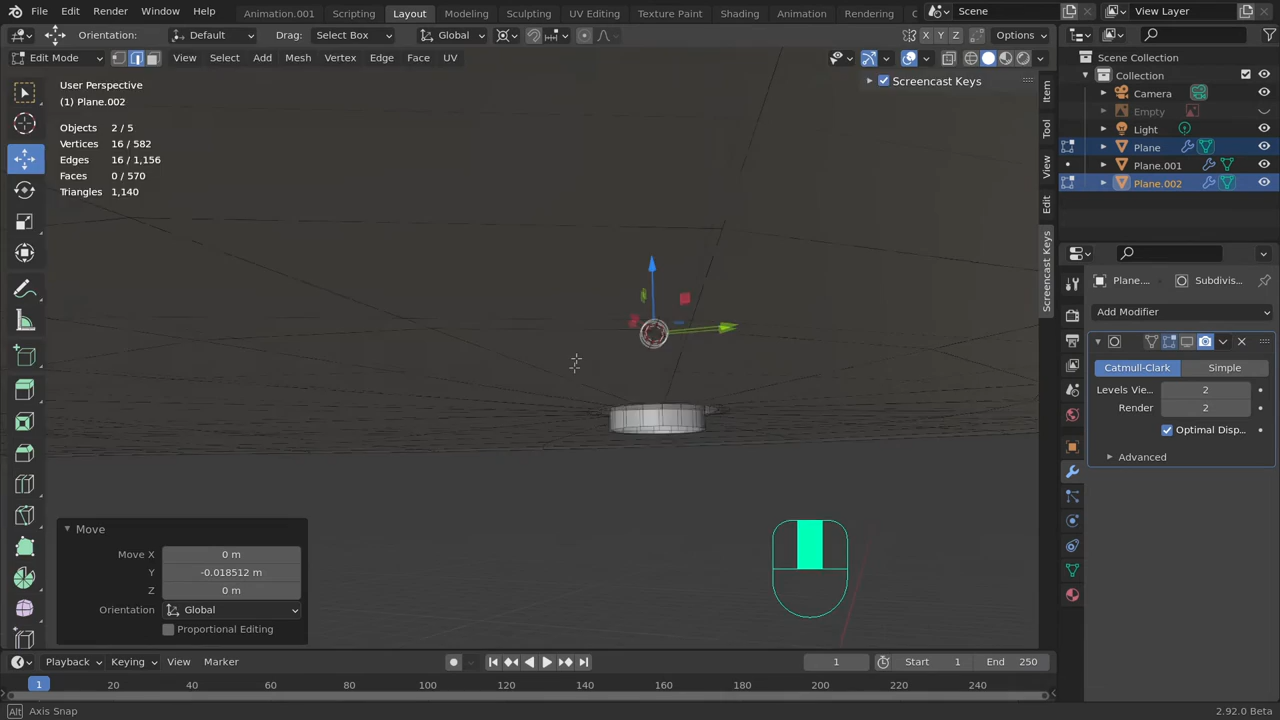 File Edit Render Window Help Animation.001 Scripting Layout Modeling Sculpting UV Editing Texture Paint Shading Animation Rendering C Scene View Layer
Orientation: Default Drag: Select Box Global X Y Z Options
Edit Mode View Select Add Mesh Vertex Edge Face UV
User Perspective
(1) Plane.002
Objects 2 / 5
Vertices 16 / 582
Edges 16 / 1,156
Faces 0 / 570
Triangles 1,140
Screencast Keys
Item
Tool
View
Edit
Screencast Keys
Scene Collection
Collection
Camera
Empty
Light
Plane
Plane.001
Plane.002
Plane.... Subdivis...
Add Modifier
Catmull-Clark Simple
Levels Vie... 2
Render 2
Optimal Disp...
Advanced
Move
Move X 0 m
Y -0.018512 m
Z 0 m
Orientation Global
Proportional Editing
Playback Keying View Marker 1 Start 1 End 250
1 20 40 60 80 100 120 140 160 180 200 220 240
Alt Axis Snap 2.92.0 Beta